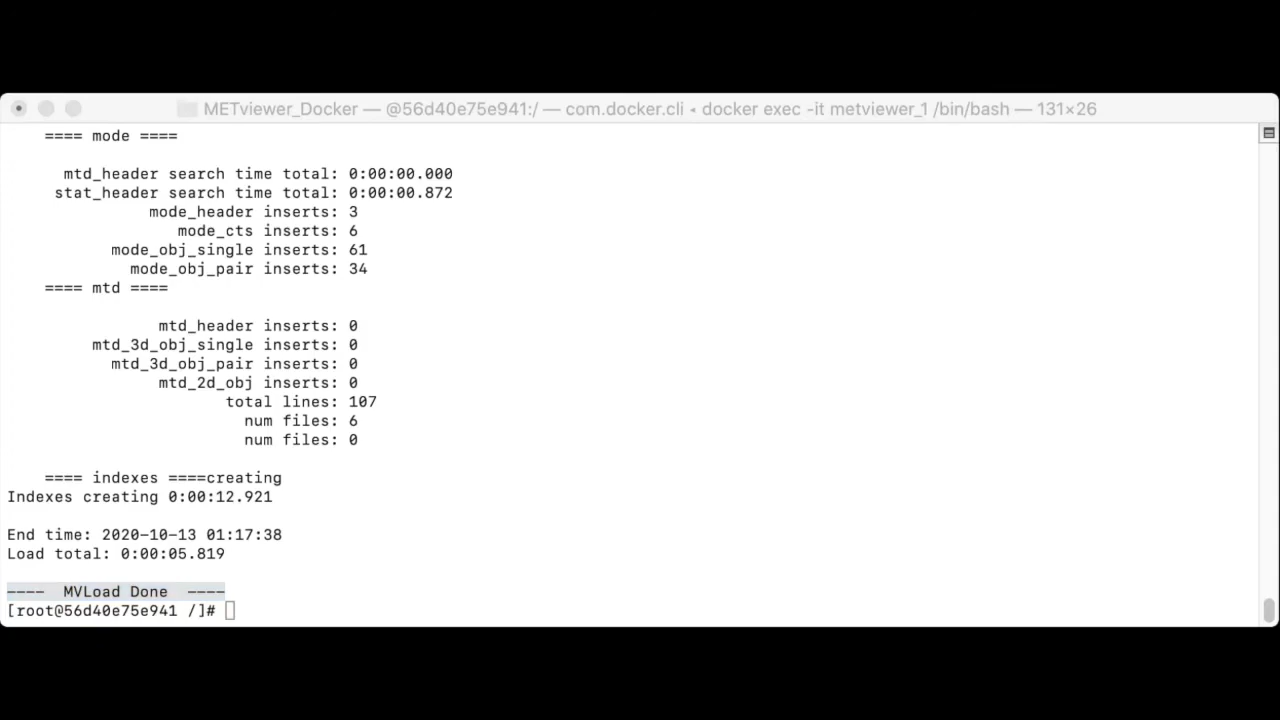 METviewer_Docker — @56d40e75e941:/ — com.docker.cli ◂ docker exec -it metviewer_1 /bin/bash — 131×26
==== mode ====
mtd_header search time total: 0:00:00.000
stat_header search time total: 0:00:00.872
mode_header inserts: 3
mode_cts inserts: 6
mode_obj_single inserts: 61
mode_obj_pair inserts: 34
==== mtd ====
mtd_header inserts: 0
mtd_3d_obj_single inserts: 0
mtd_3d_obj_pair inserts: 0
mtd_2d_obj inserts: 0
total lines: 107
num files: 6
num files: 0
==== indexes ====creating
Indexes creating 0:00:12.921
End time: 2020-10-13 01:17:38
Load total: 0:00:05.819
----  MVLoad Done  ----
[root@56d40e75e941 /]#